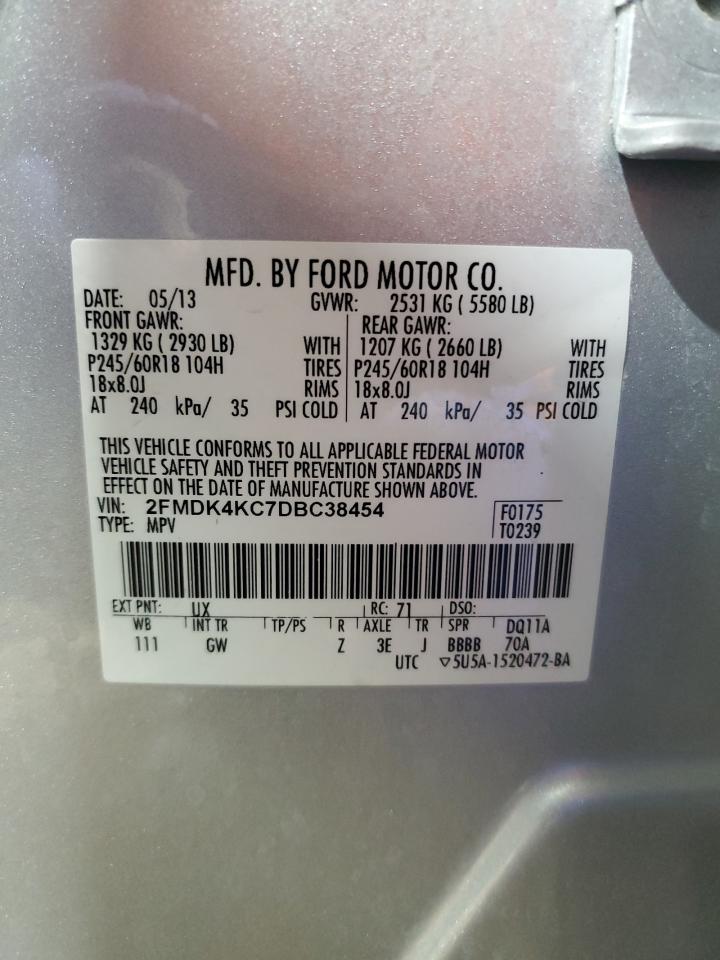 MFD. BY FORD MOTOR CO.
DATE: 05/13 GVWR: 2531 KG ( 5580 LB)
FRONT GAWR: REAR GAWR:
1329 KG ( 2930 LB) WITH 1207 KG ( 2660 LB) WITH
P245/60R18 104H TIRES P245/60R18 104H TIRES
18x8.0J RIMS 18x8.0J RIMS
AT 240 kPa/ 35 PSI COLD AT 240 kPa/ 35 PSI COLD
THIS VEHICLE CONFORMS TO ALL APPLICABLE FEDERAL MOTOR
VEHICLE SAFETY AND THEFT PREVENTION STANDARDS IN
EFFECT ON THE DATE OF MANUFACTURE SHOWN ABOVE.
VIN: 2FMDK4KC7DBC38454 F0175
TYPE: MPV T0239
EXT PNT: UX RC: 71 DSO:
WB INT TR TP/PS R AXLE TR SPR DQ11A
111 GW Z 3E J BBBB 70A
UTC ▽5U5A-1520472-BA